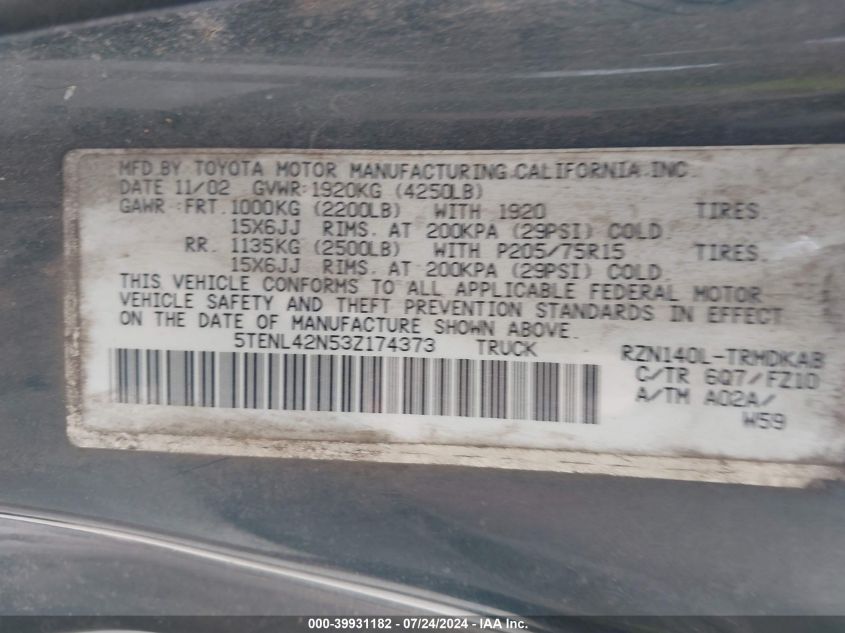 MFD.BY TOYOTA MOTOR MANUFACTURING.CALIFORNIA.INC.
DATE 11/02 GVWR:1920KG (4250LB)
GAWR :FRT. 1000KG (2200LB) WITH 1920 TIRES.
15X6JJ RIMS. AT 200KPA (29PSI) COLD.
RR. 1135KG (2500LB) WITH P205/75R15 TIRES.
15X6JJ RIMS. AT 200KPA (29PSI) COLD.
THIS VEHICLE CONFORMS TO ALL APPLICABLE FEDERAL MOTOR
VEHICLE SAFETY AND THEFT PREVENTION STANDARDS IN EFFECT
ON THE DATE OF MANUFACTURE SHOWN ABOVE.
5TENL42N53Z174373 TRUCK RZN140L-TRMDKAB
C/TR 6Q7/FZ10
A/TM A02A/
W59
000-39931182 - 07/24/2024 - IAA Inc.